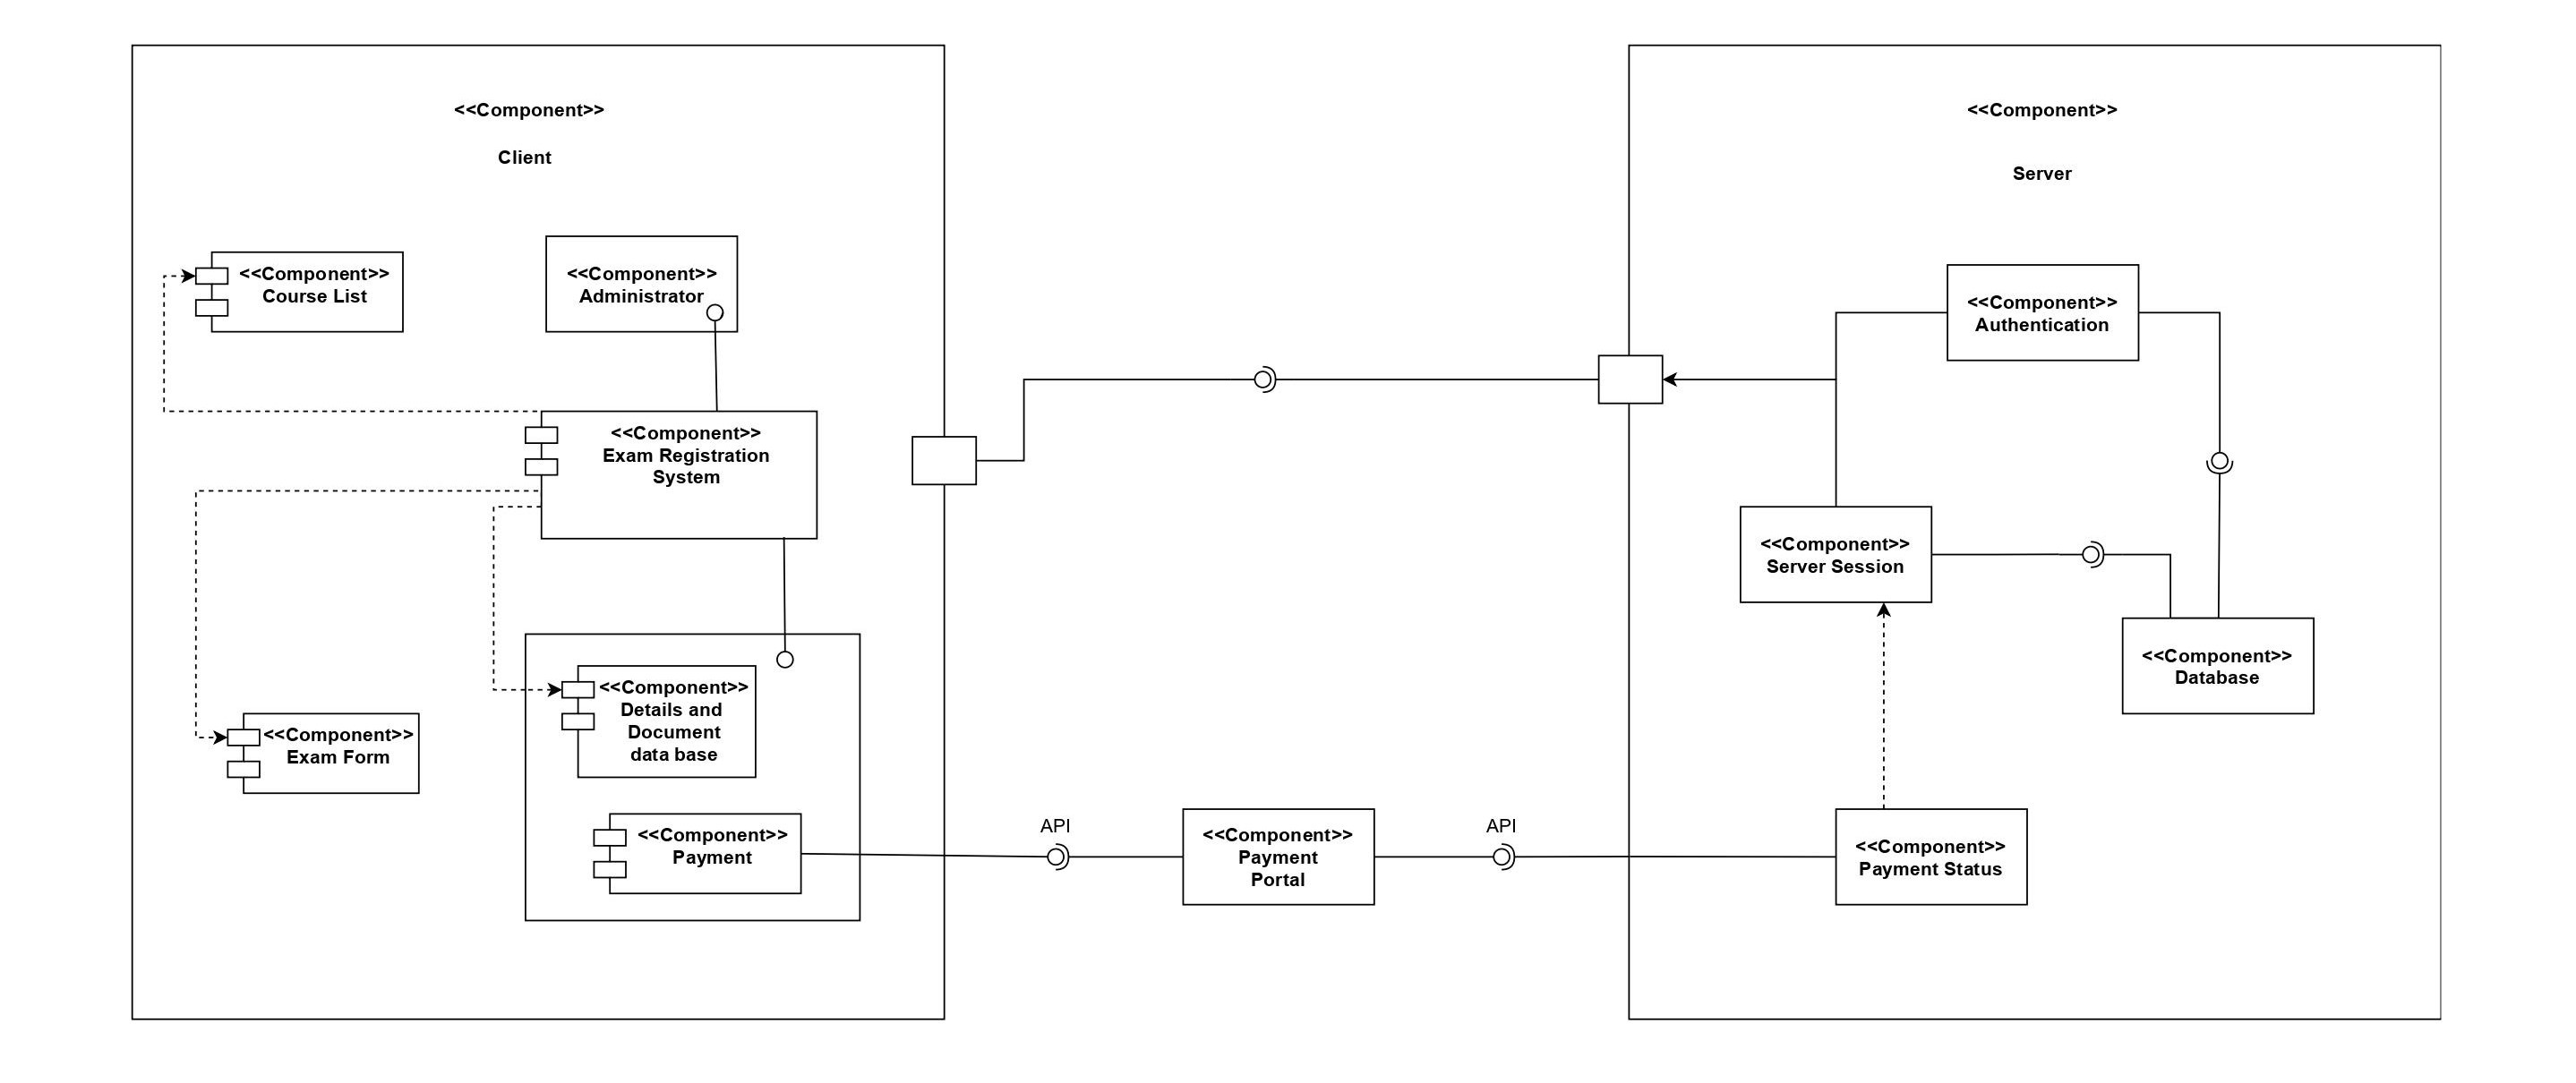 <<Component>>
Client
<<Component>>
Course List
<<Component>>
Administrator
<<Component>>
Exam Registration
System
<<Component>>
Details and
Document
data base
<<Component>>
Exam Form
<<Component>>
Payment
API
<<Component>>
Payment
Portal
API
<<Component>>
Server
<<Component>>
Authentication
<<Component>>
Server Session
<<Component>>
Database
<<Component>>
Payment Status